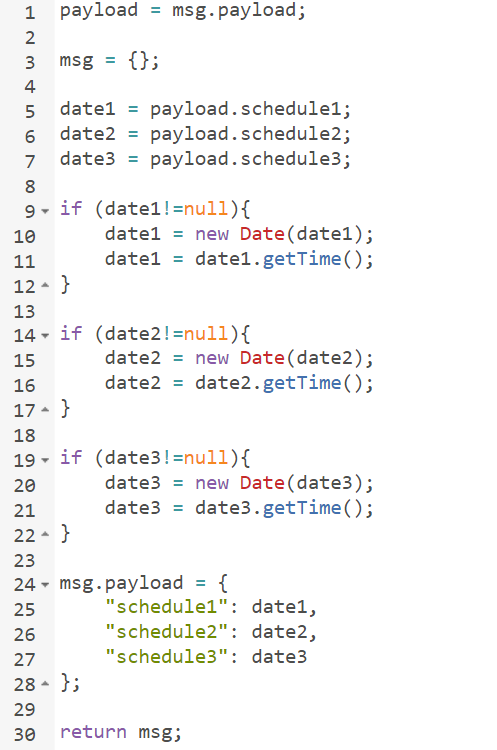 1 payload = msg.payload;
2
3 msg = {};
4
5 date1 = payload.schedule1;
6 date2 = payload.schedule2;
7 date3 = payload.schedule3;
8
9 if (date1!=null){
10     date1 = new Date(date1);
11     date1 = date1.getTime();
12 }
13
14 if (date2!=null){
15     date2 = new Date(date2);
16     date2 = date2.getTime();
17 }
18
19 if (date3!=null){
20     date3 = new Date(date3);
21     date3 = date3.getTime();
22 }
23
24 msg.payload = {
25     "schedule1": date1,
26     "schedule2": date2,
27     "schedule3": date3
28 };
29
30 return msg;